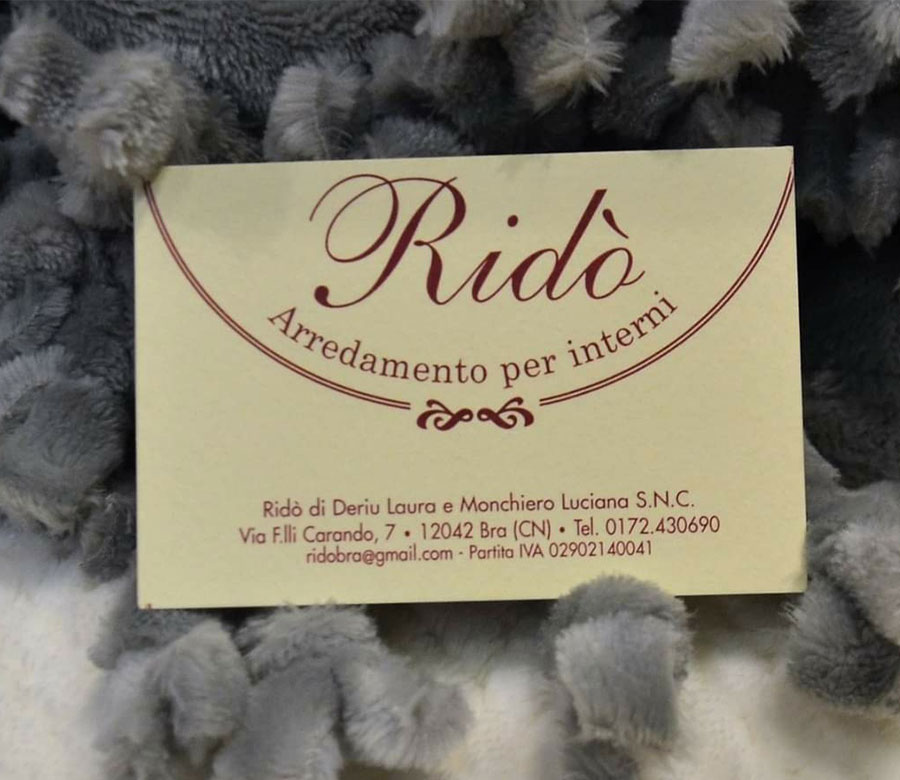 Ridò
Arredamento per interni
Ridò di Deriu Laura e Monchiero Luciana S.N.C.
Via F.lli Carando, 7 • 12042 Bra (CN) • Tel. 0172.430690
ridobra@gmail.com - Partita IVA 02902140041